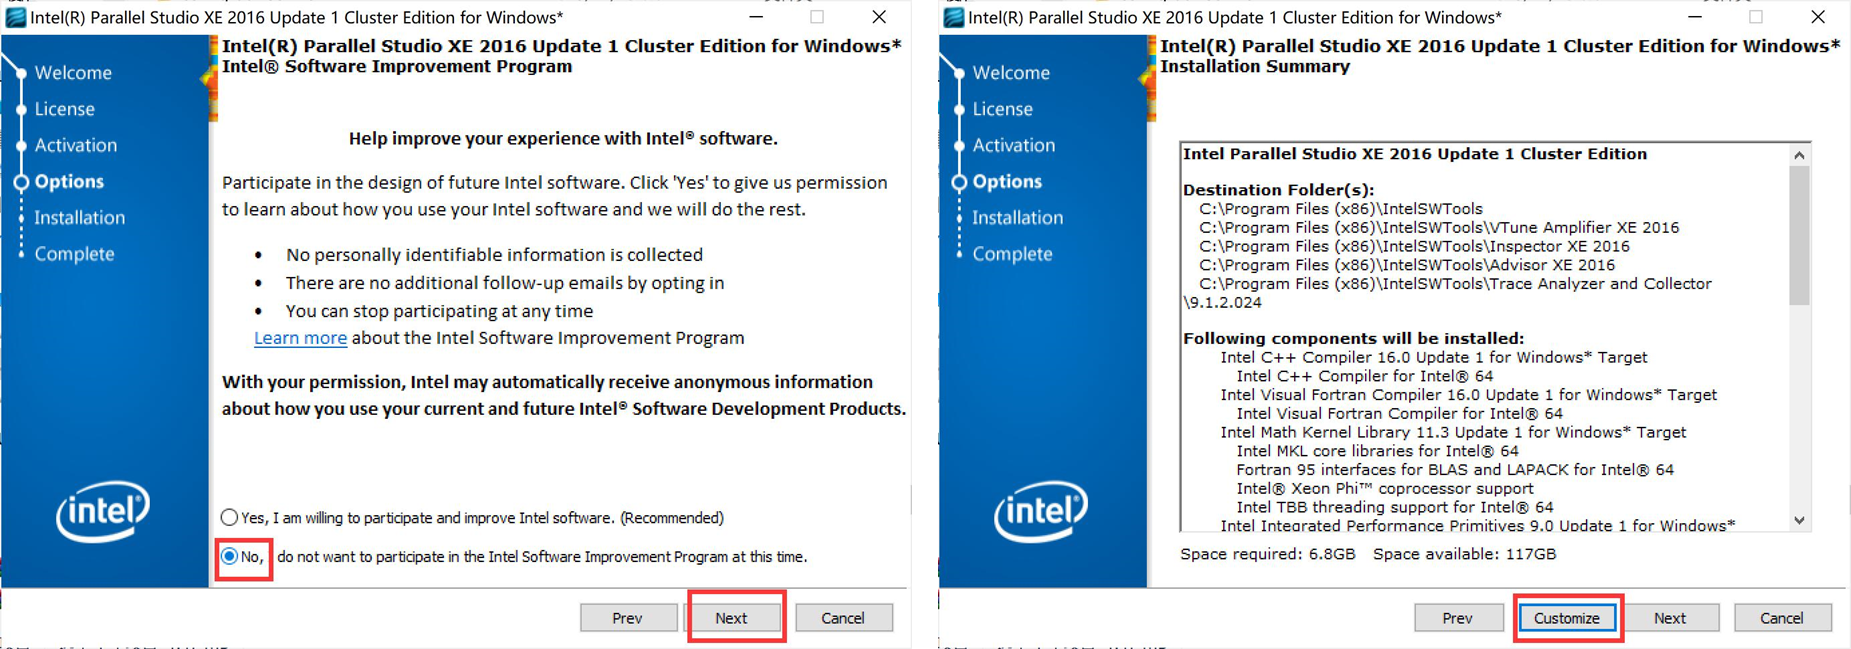 Intel(R) Parallel Studio XE 2016 Update 1 Cluster Edition for Windows*
Intel(R) Parallel Studio XE 2016 Update 1 Cluster Edition for Windows*
Intel® Software Improvement Program
Welcome
License
Activation
Options
Installation
Complete
Help improve your experience with Intel® software.
Participate in the design of future Intel software. Click 'Yes' to give us permission
to learn about how you use your Intel software and we will do the rest.
• No personally identifiable information is collected
• There are no additional follow-up emails by opting in
• You can stop participating at any time
Learn more about the Intel Software Improvement Program
With your permission, Intel may automatically receive anonymous information
about how you use your current and future Intel® Software Development Products.
intel®
Yes, I am willing to participate and improve Intel software. (Recommended)
No, do not want to participate in the Intel Software Improvement Program at this time.
Prev
Next
Cancel
Intel(R) Parallel Studio XE 2016 Update 1 Cluster Edition for Windows*
Intel(R) Parallel Studio XE 2016 Update 1 Cluster Edition for Windows*
Installation Summary
Welcome
License
Activation
Options
Installation
Complete
Intel Parallel Studio XE 2016 Update 1 Cluster Edition
Destination Folder(s):
C:\Program Files (x86)\IntelSWTools
C:\Program Files (x86)\IntelSWTools\VTune Amplifier XE 2016
C:\Program Files (x86)\IntelSWTools\Inspector XE 2016
C:\Program Files (x86)\IntelSWTools\Advisor XE 2016
C:\Program Files (x86)\IntelSWTools\Trace Analyzer and Collector
\9.1.2.024
Following components will be installed:
Intel C++ Compiler 16.0 Update 1 for Windows* Target
Intel C++ Compiler for Intel® 64
Intel Visual Fortran Compiler 16.0 Update 1 for Windows* Target
Intel Visual Fortran Compiler for Intel® 64
Intel Math Kernel Library 11.3 Update 1 for Windows* Target
Intel MKL core libraries for Intel® 64
Fortran 95 interfaces for BLAS and LAPACK for Intel® 64
Intel® Xeon Phi™ coprocessor support
Intel TBB threading support for Intel® 64
Intel Integrated Performance Primitives 9.0 Update 1 for Windows*
intel®
Space required: 6.8GB Space available: 117GB
Prev
Customize
Next
Cancel